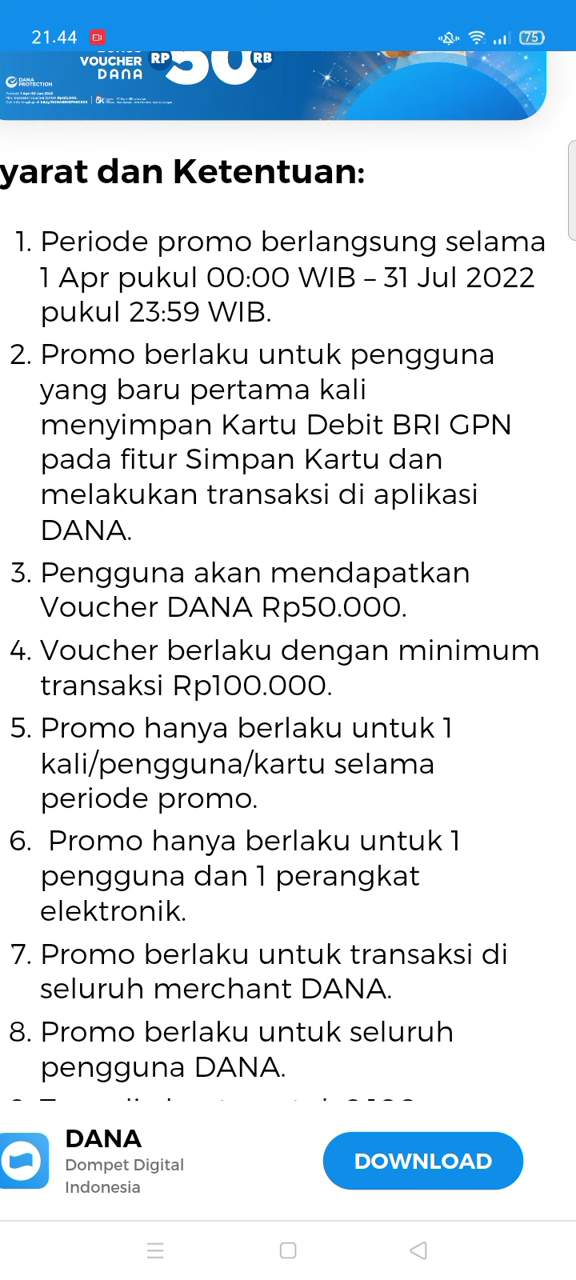 21.44
75
VOUCHER RP 50 RB
DANA
DANA
PROTECTION
yarat dan Ketentuan:
1. Periode promo berlangsung selama
1 Apr pukul 00:00 WIB – 31 Jul 2022
pukul 23:59 WIB.
2. Promo berlaku untuk pengguna
yang baru pertama kali
menyimpan Kartu Debit BRI GPN
pada fitur Simpan Kartu dan
melakukan transaksi di aplikasi
DANA.
3. Pengguna akan mendapatkan
Voucher DANA Rp50.000.
4. Voucher berlaku dengan minimum
transaksi Rp100.000.
5. Promo hanya berlaku untuk 1
kali/pengguna/kartu selama
periode promo.
6. Promo hanya berlaku untuk 1
pengguna dan 1 perangkat
elektronik.
7. Promo berlaku untuk transaksi di
seluruh merchant DANA.
8. Promo berlaku untuk seluruh
pengguna DANA.
DANA
Dompet Digital
Indonesia
DOWNLOAD